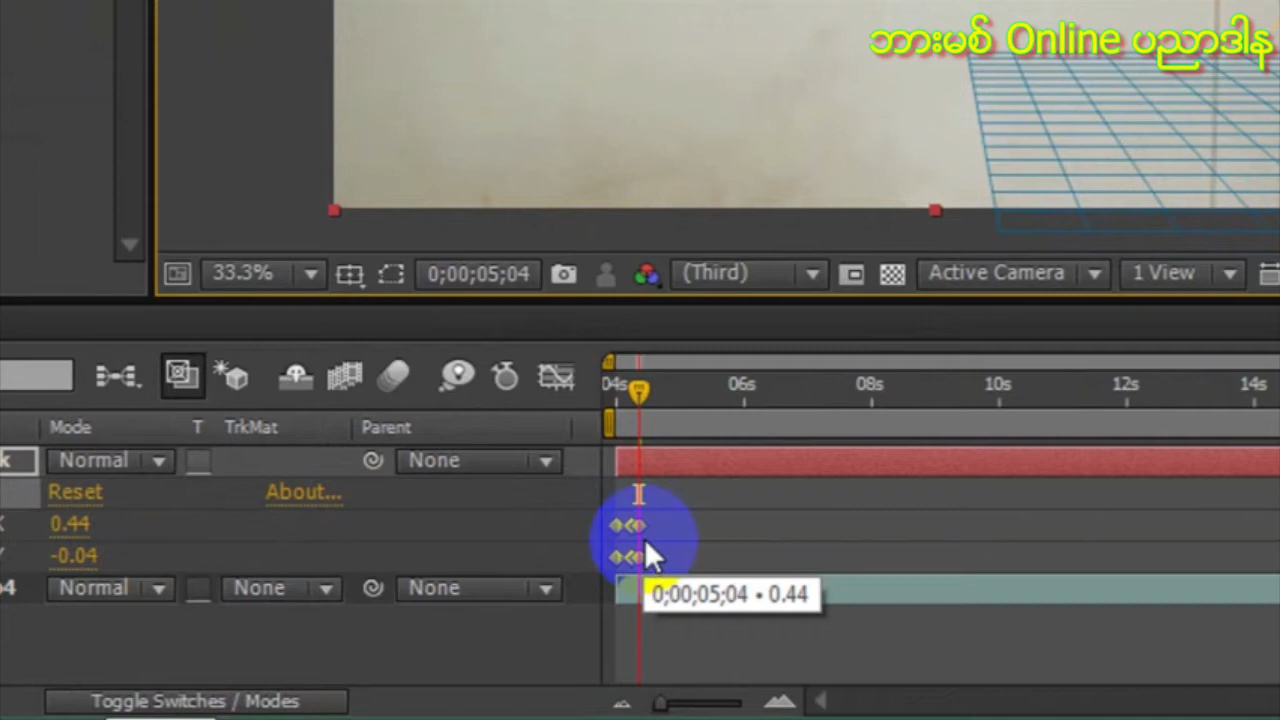 ဘားမစ် Online ပညာဒါန
33.3% 0;00;05;04 (Third) Active Camera 1 View
04s 06s 08s 10s 12s 14s
Mode T TrkMat Parent
k Normal None
Reset About...
0.44
-0.04
p4 Normal None None
0;00;05;04 • 0.44
Toggle Switches / Modes